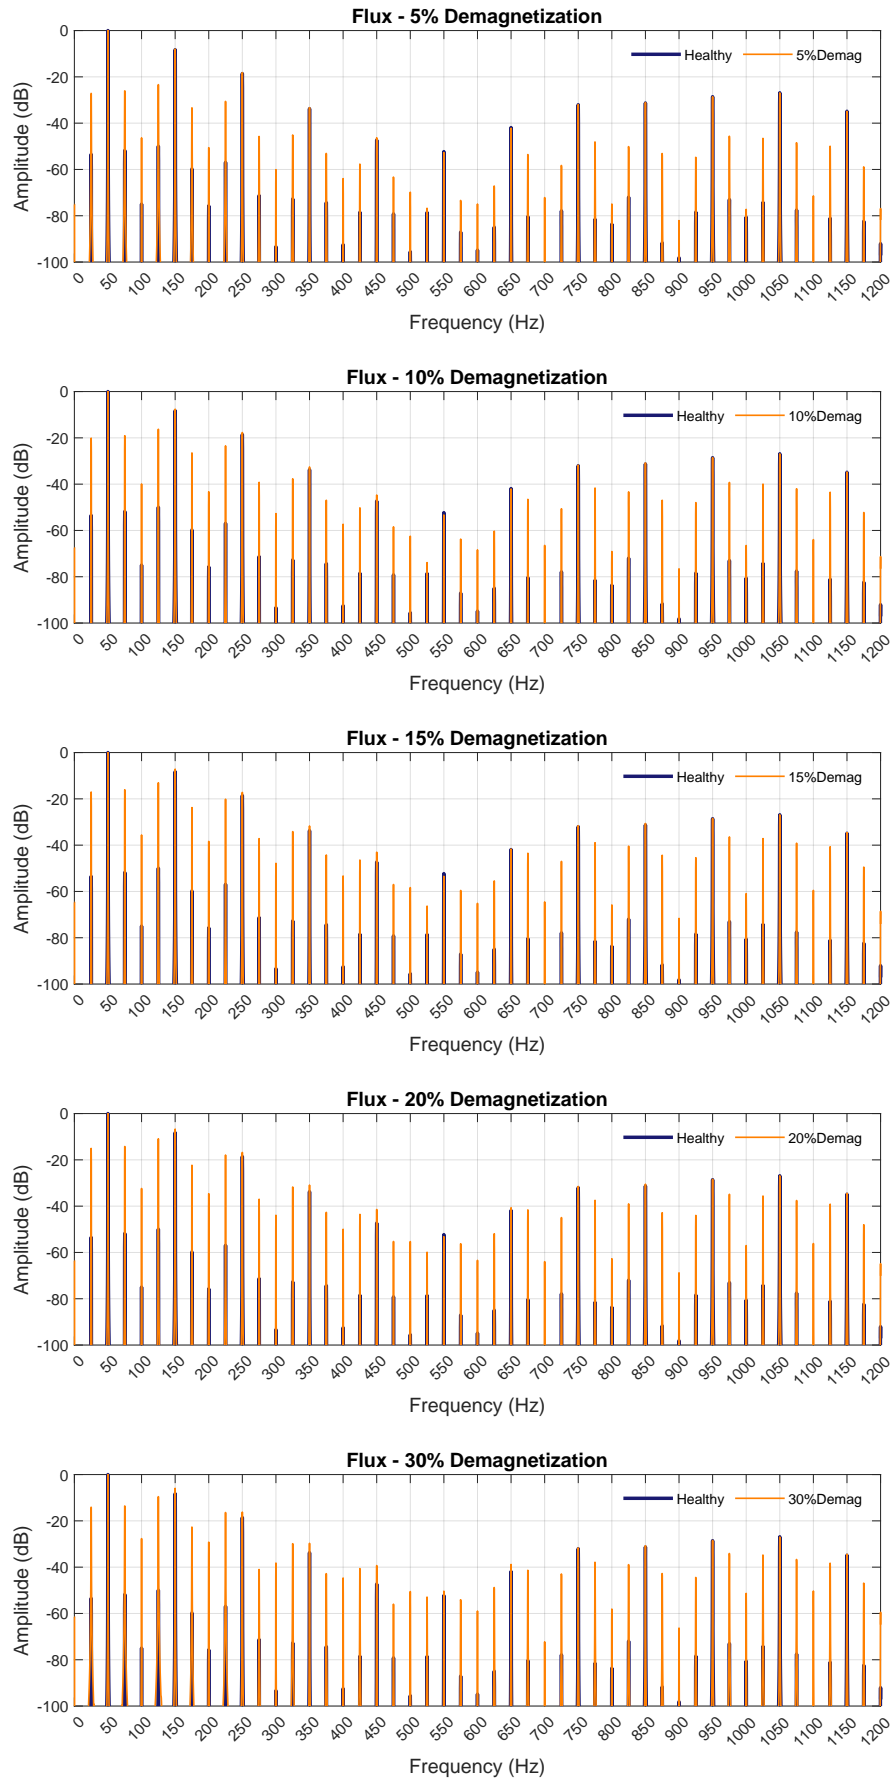 Flux - 5% Demagnetization
Healthy 5%Demag
Amplitude (dB)
0
-20
-40
-60
-80
-100
0 50 100 150 200 250 300 350 400 450 500 550 600 650 700 750 800 850 900 950 1000 1050 1100 1150 1200
Frequency (Hz)
Flux - 10% Demagnetization
Healthy 10%Demag
Amplitude (dB)
0
-20
-40
-60
-80
-100
0 50 100 150 200 250 300 350 400 450 500 550 600 650 700 750 800 850 900 950 1000 1050 1100 1150 1200
Frequency (Hz)
Flux - 15% Demagnetization
Healthy 15%Demag
Amplitude (dB)
0
-20
-40
-60
-80
-100
0 50 100 150 200 250 300 350 400 450 500 550 600 650 700 750 800 850 900 950 1000 1050 1100 1150 1200
Frequency (Hz)
Flux - 20% Demagnetization
Healthy 20%Demag
Amplitude (dB)
0
-20
-40
-60
-80
-100
0 50 100 150 200 250 300 350 400 450 500 550 600 650 700 750 800 850 900 950 1000 1050 1100 1150 1200
Frequency (Hz)
Flux - 30% Demagnetization
Healthy 30%Demag
Amplitude (dB)
0
-20
-40
-60
-80
-100
0 50 100 150 200 250 300 350 400 450 500 550 600 650 700 750 800 850 900 950 1000 1050 1100 1150 1200
Frequency (Hz)